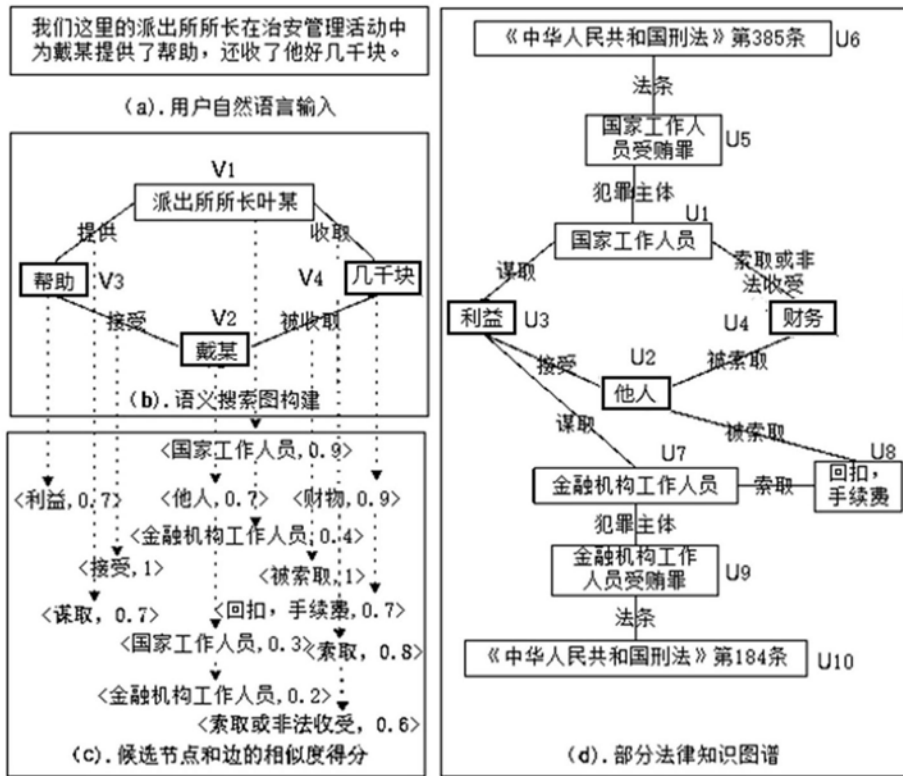 我们这里的派出所所长在治安管理活动中
为戴某提供了帮助，还收了他好几千块。
(a).用户自然语言输入
V1
派出所所长叶某
提供
收取
帮助
V3
V4
几千块
接受
V2
被收取
戴某
(b).语义搜索图构建
<国家工作人员,0.9>
<利益,0.7>
<他人,0.7>
<财物,0.9>
<金融机构工作人员,0.4>
<接受,1>
<被索取,1>
<谋取，0.7>
<回扣，手续费,0.7>
<国家工作人员,0.3>
<索取，0.8>
<金融机构工作人员,0.2>
<索取或非法收受，0.6>
(c).候选节点和边的相似度得分
《中华人民共和国刑法》第385条
U6
法条
国家工作人
员受贿罪
U5
犯罪主体
U1
国家工作人员
谋取
索取或非
法收受
利益
U3
U4
财务
接受
U2
被索取
他人
谋取
被索取
U7
U8
金融机构工作人员
索取
回扣，
手续费
犯罪主体
金融机构工作
人员受贿罪
U9
法条
《中华人民共和国刑法》第184条
U10
(d).部分法律知识图谱